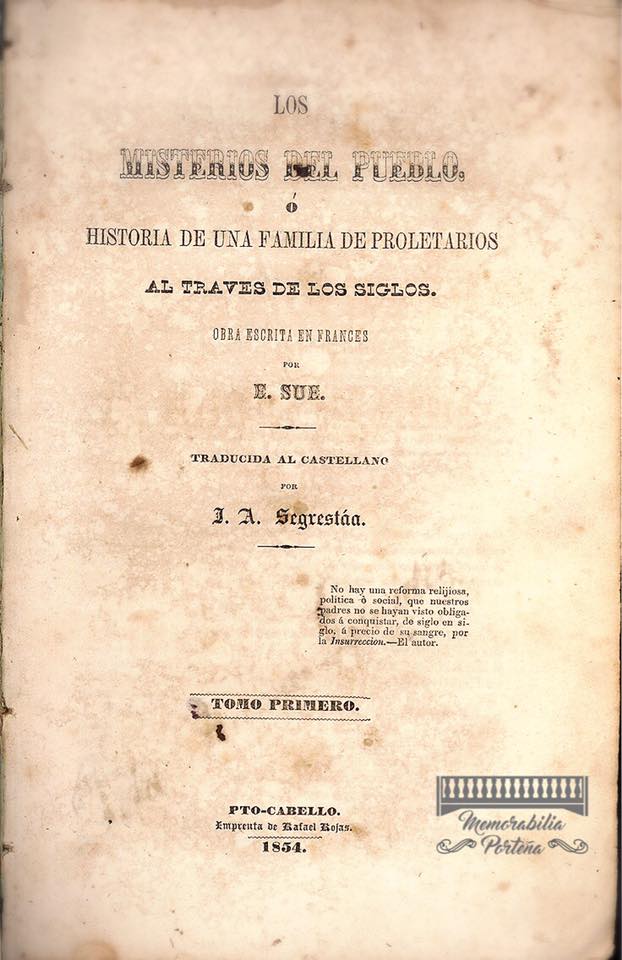 LOS
MISTERIOS DEL PUEBLO,
ó
HISTORIA DE UNA FAMILIA DE PROLETARIOS
AL TRAVES DE LOS SIGLOS.
OBRA ESCRITA EN FRANCES
POR
E. SUE.
TRADUCIDA AL CASTELLANO
POR
J. A. Segrestáa.
No hay una reforma relijiosa,
política ò social, que nuestros
padres no se hayan visto obliga-
dos á conquistar, de siglo en si-
glo, á precio de su sangre, por
la Insurreccion.—El autor.
TOMO PRIMERO.
PTO-CABELLO.
Imprenta de Rafael Rojas.
1854.
Memorabilia
Porteña